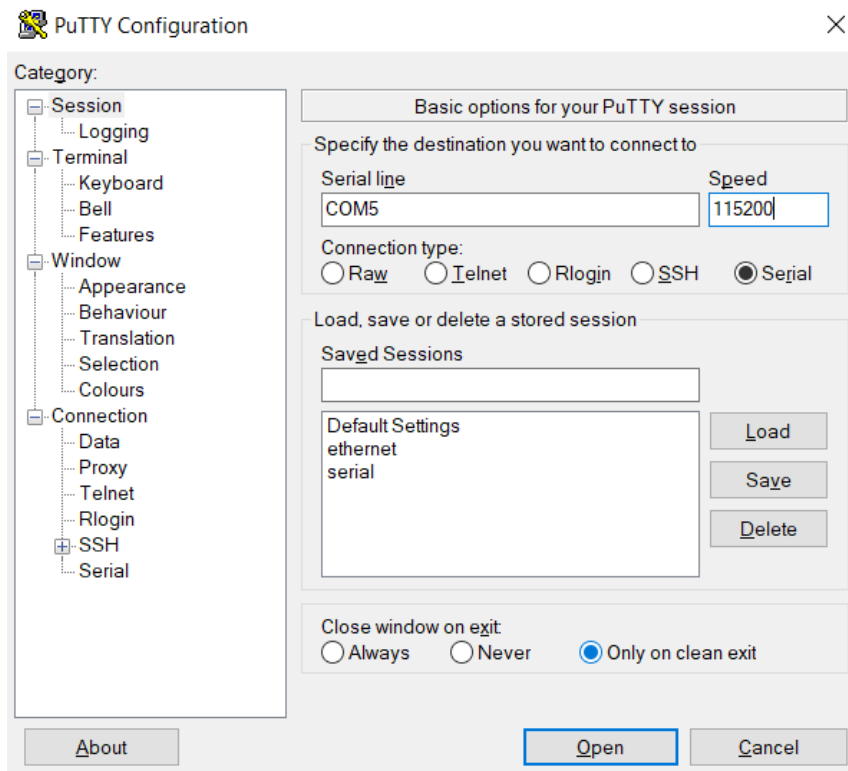 PuTTY Configuration
Category:
Session
Logging
Terminal
Keyboard
Bell
Features
Window
Appearance
Behaviour
Translation
Selection
Colours
Connection
Data
Proxy
Telnet
Rlogin
SSH
Serial
Basic options for your PuTTY session
Specify the destination you want to connect to
Serial line Speed
COM5 115200
Connection type:
Raw Telnet Rlogin SSH Serial
Load, save or delete a stored session
Saved Sessions
Default Settings
ethernet
serial
Load
Save
Delete
Close window on exit:
Always Never Only on clean exit
About Open Cancel